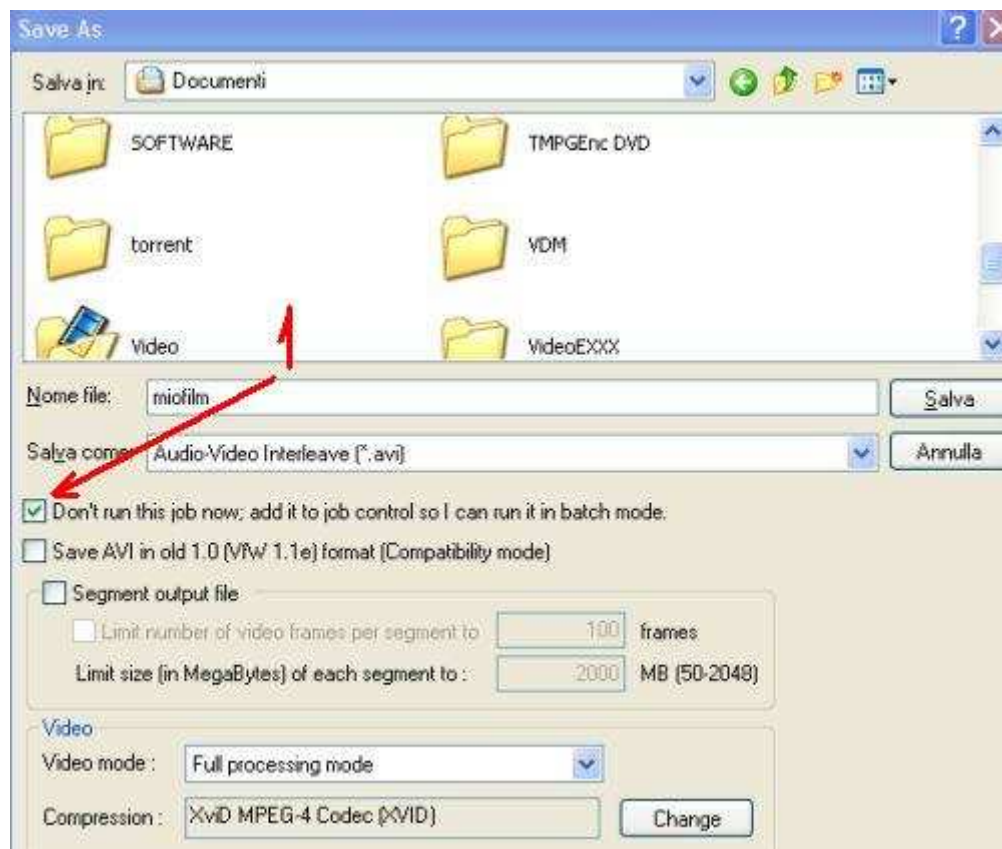 Save As
Salva in: Documenti
SOFTWARE TMPGEnc DVD
torrent VDM
Video VideoEXXX
1
Nome file: miofilm Salva
Salva come: Audio-Video Interleave (*.avi) Annulla
Don't run this job now; add it to job control so I can run it in batch mode.
Save AVI in old 1.0 (VfW 1.1e) format (Compatibility mode)
Segment output file
Limit number of video frames per segment to 100 frames
Limit size (in MegaBytes) of each segment to : 2000 MB (50-2048)
Video
Video mode : Full processing mode
Compression : XviD MPEG-4 Codec (XVID) Change